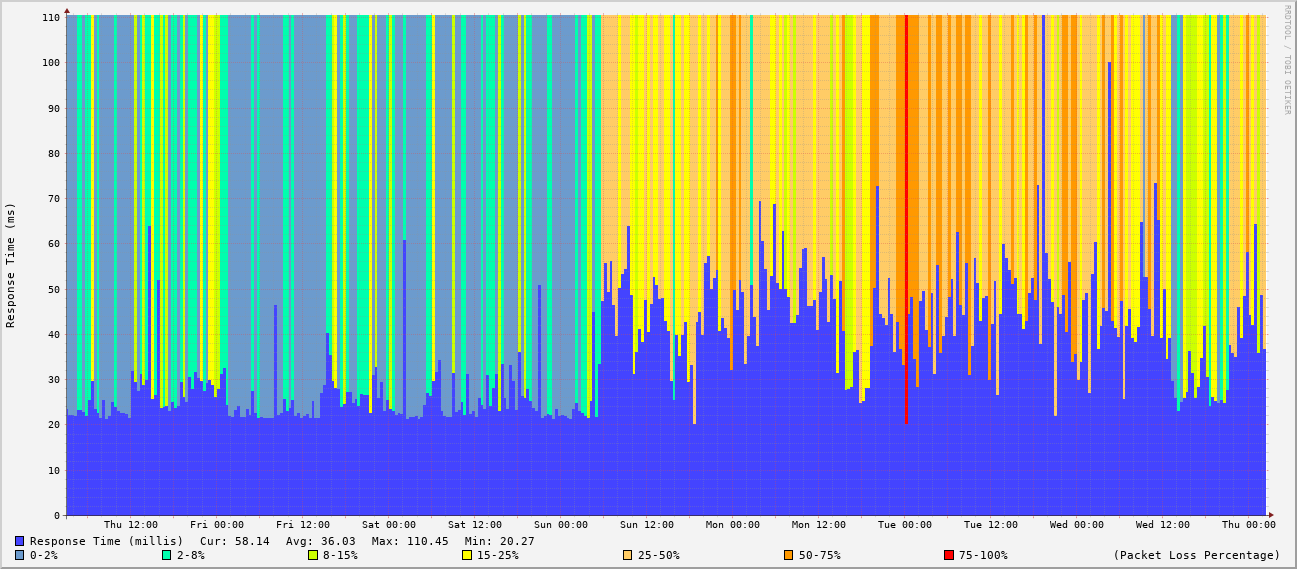 RRDTOOL / TOBI OETIKER
Response Time (ms)
110
100
90
80
70
60
50
40
30
20
10
0
Thu 12:00 Fri 00:00 Fri 12:00 Sat 00:00 Sat 12:00 Sun 00:00 Sun 12:00 Mon 00:00 Mon 12:00 Tue 00:00 Tue 12:00 Wed 00:00 Wed 12:00 Thu 00:00
Response Time (millis) Cur: 58.14 Avg: 36.03 Max: 110.45 Min: 20.27
0-2% 2-8% 8-15% 15-25% 25-50% 50-75% 75-100% (Packet Loss Percentage)